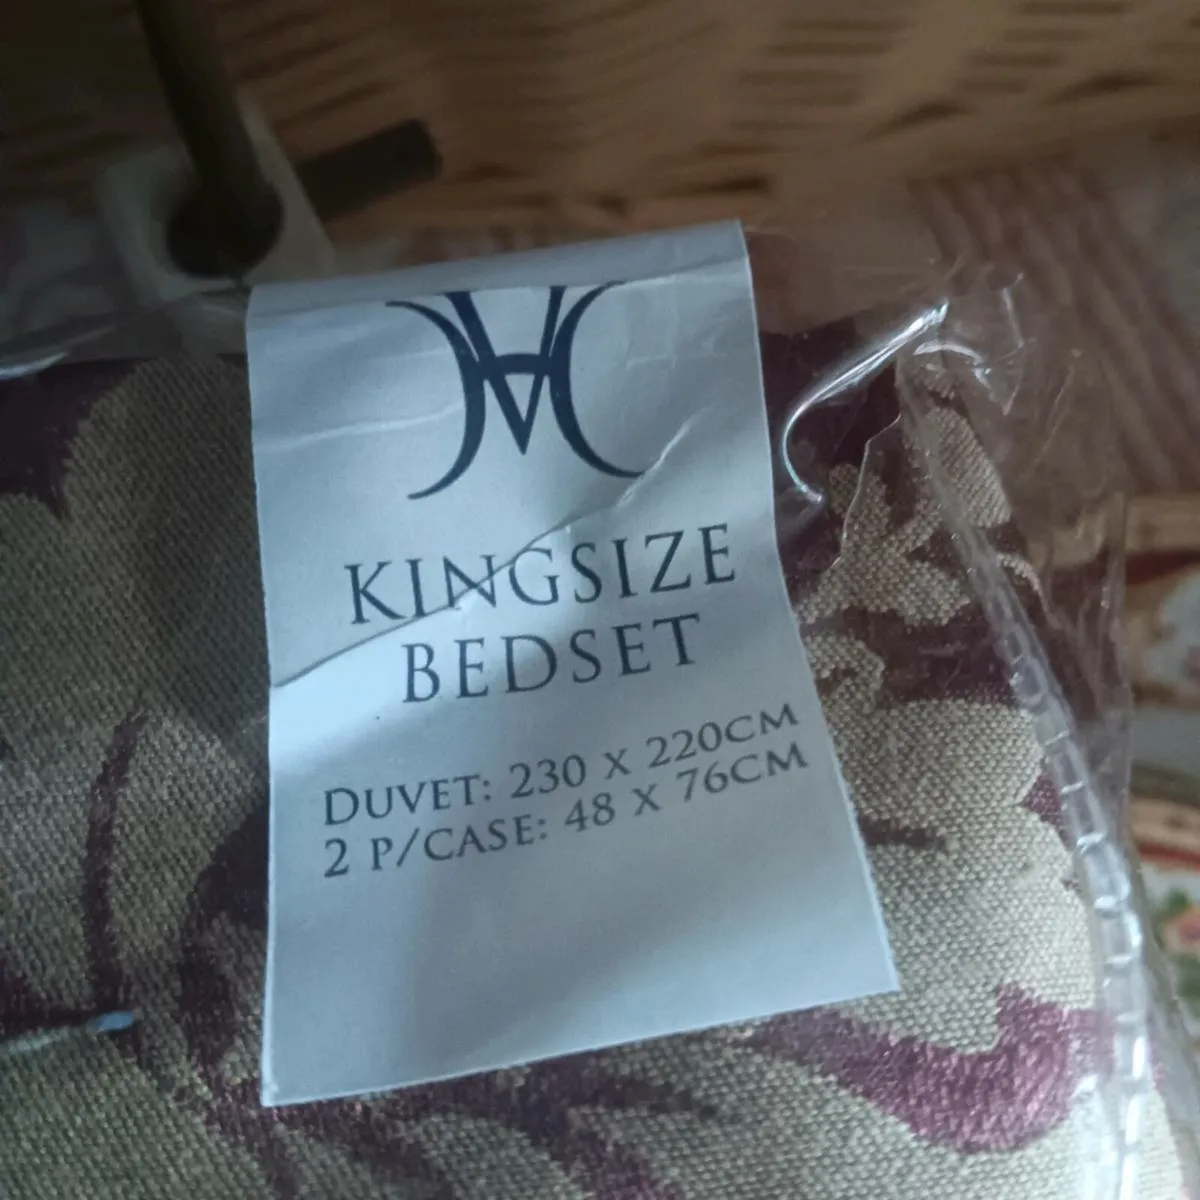 KINGSIZE
BEDSET
DUVET: 230 X 220CM
2 P/CASE: 48 X 76CM